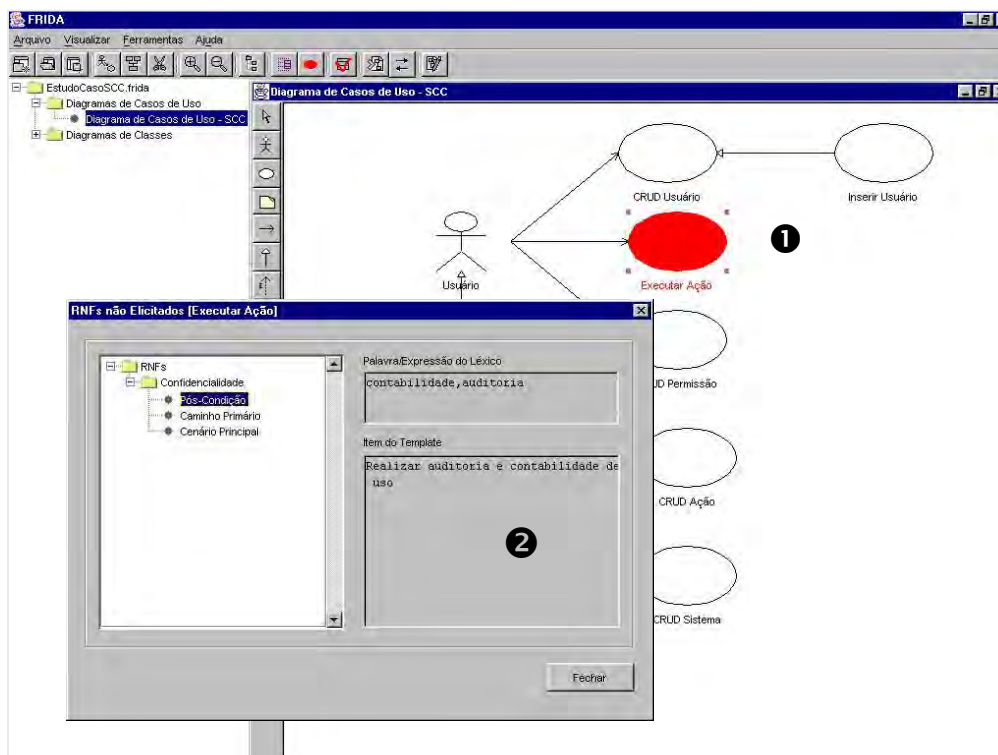 FRIDA
Arquivo Visualizar Ferramentas Ajuda
EstudoCasoSCC.frida
Diagramas de Casos de Uso
Diagrama de Casos de Uso - SCC
Diagramas de Classes
Diagrama de Casos de Uso - SCC
CRUD Usuário
Inserir Usuário
❶
Usuário
Executar Ação
RNFs não Elicitados [Executar Ação]
RNFs
Confidencialidade
Pós-Condição
Caminho Primário
Cenário Principal
Palavra/Expressão do Léxico
contabilidade,auditoria
Item do Template
Realizar auditoria e contabilidade de
uso
❷
Fechar
D Permissão
CRUD Ação
CRUD Sistema